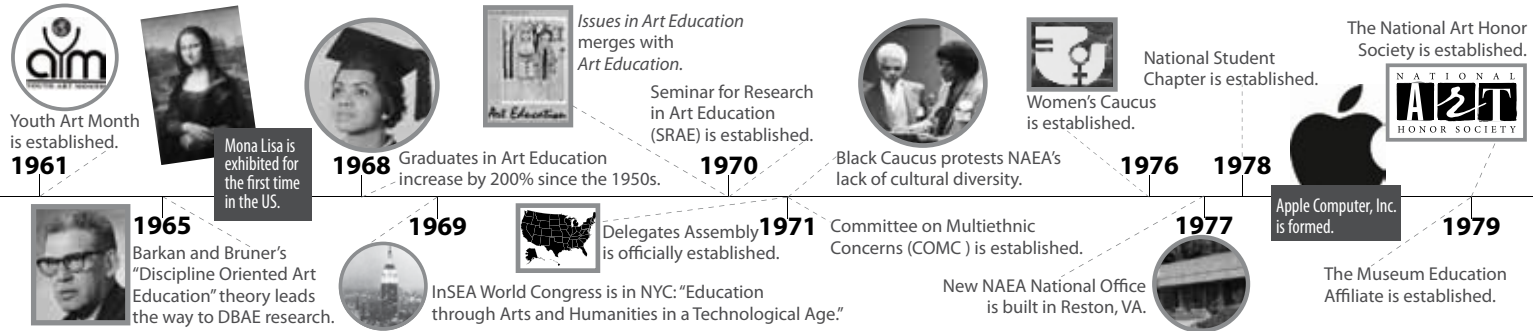 aym
YOUTH ART MONTH
Youth Art Month
is established.
1961
Mona Lisa is
exhibited for
the first time
in the US.
1965
Barkan and Bruner’s
“Discipline Oriented Art
Education” theory leads
the way to DBAE research.
1968
Graduates in Art Education
increase by 200% since the 1950s.
1969
InSEA World Congress is in NYC: “Education
through Arts and Humanities in a Technological Age.”
Art Education
Issues in Art Education
merges with
Art Education.
Seminar for Research
in Art Education
(SRAE) is established.
1970
Delegates Assembly
is officially established.
1971
Black Caucus protests NAEA’s
lack of cultural diversity.
Committee on Multiethnic
Concerns (COMC ) is established.
Women’s Caucus
is established.
1976
New NAEA National Office
is built in Reston, VA.
1977
National Student
Chapter is established.
1978
Apple Computer, Inc.
is formed.
The National Art Honor
Society is established.
NATIONAL
ART
HONOR SOCIETY
1979
The Museum Education
Affiliate is established.